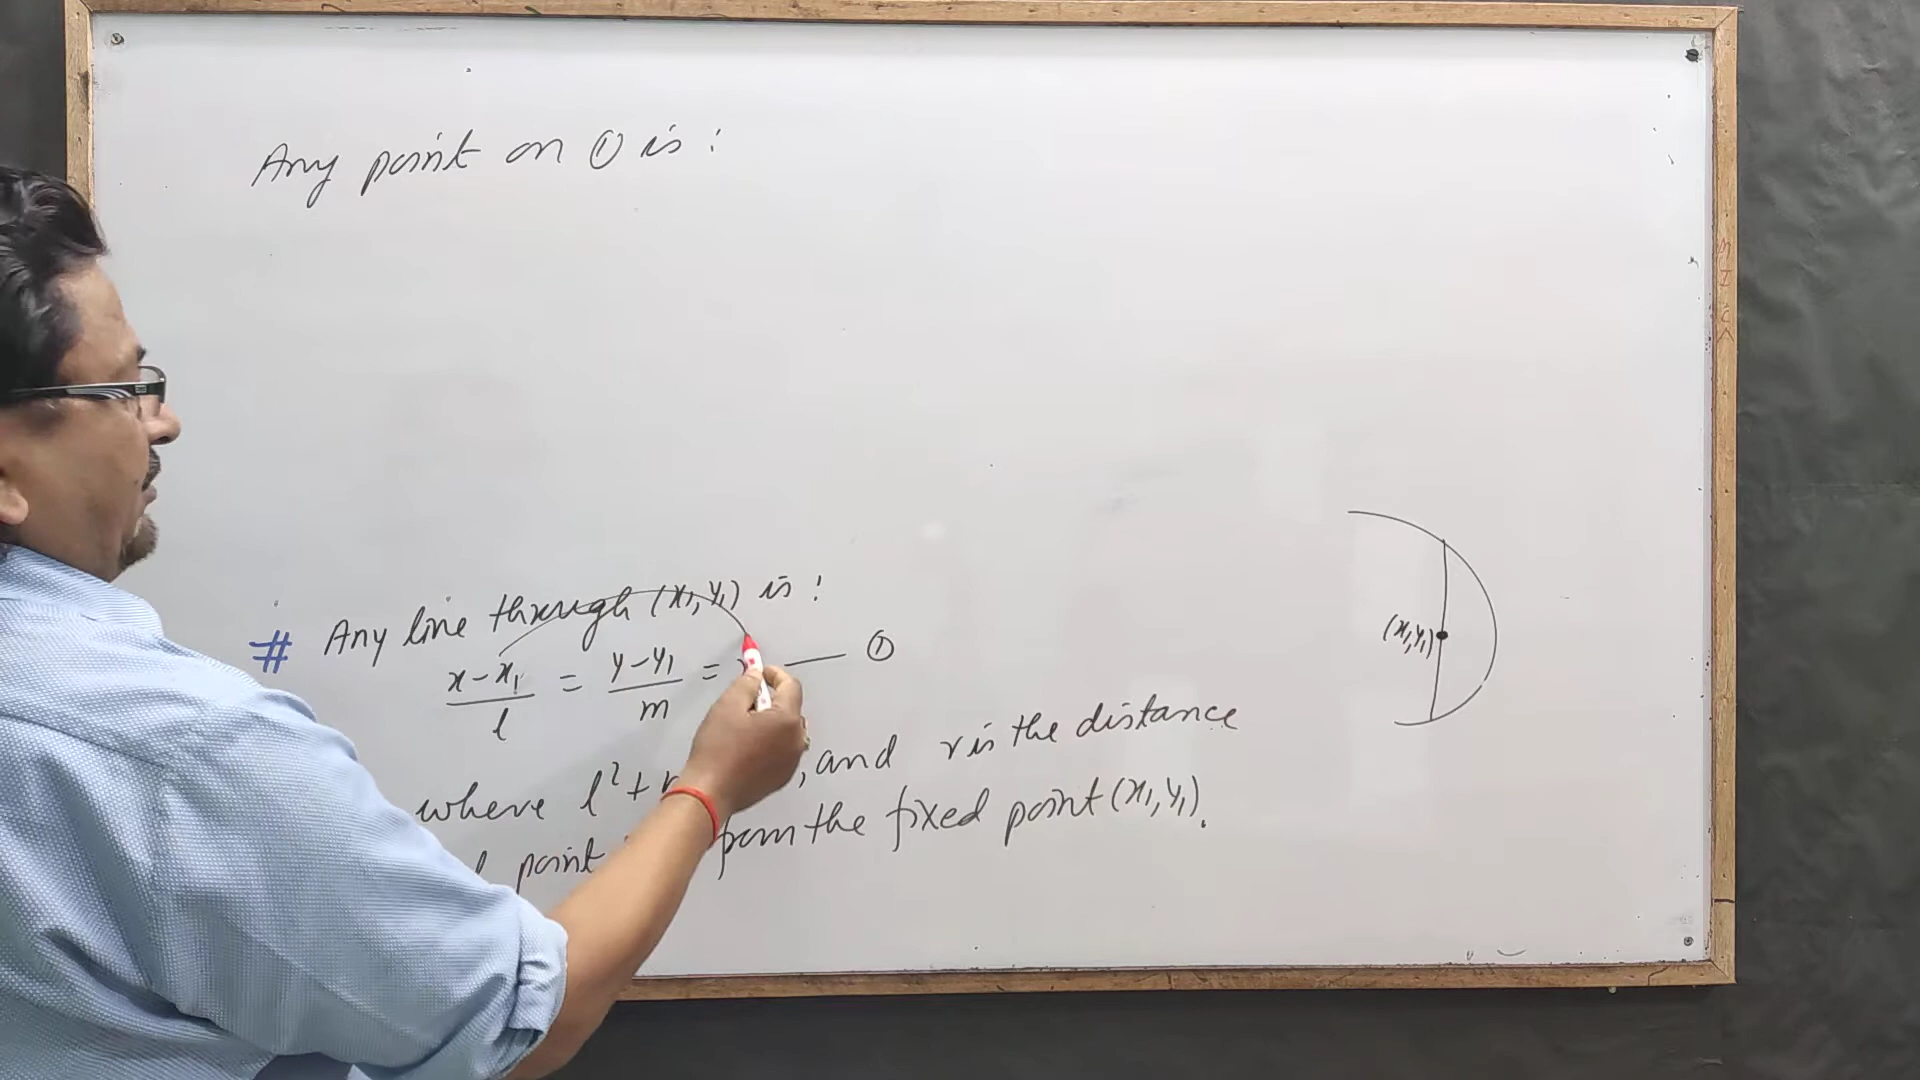 Any point on ① is :
# Any line through (x₁, y₁) is :
x - x₁ / l = y - y₁ / m = — ①
where l² + , and r is the distance
point from the fixed point (x₁, y₁).
(x₁, y₁)